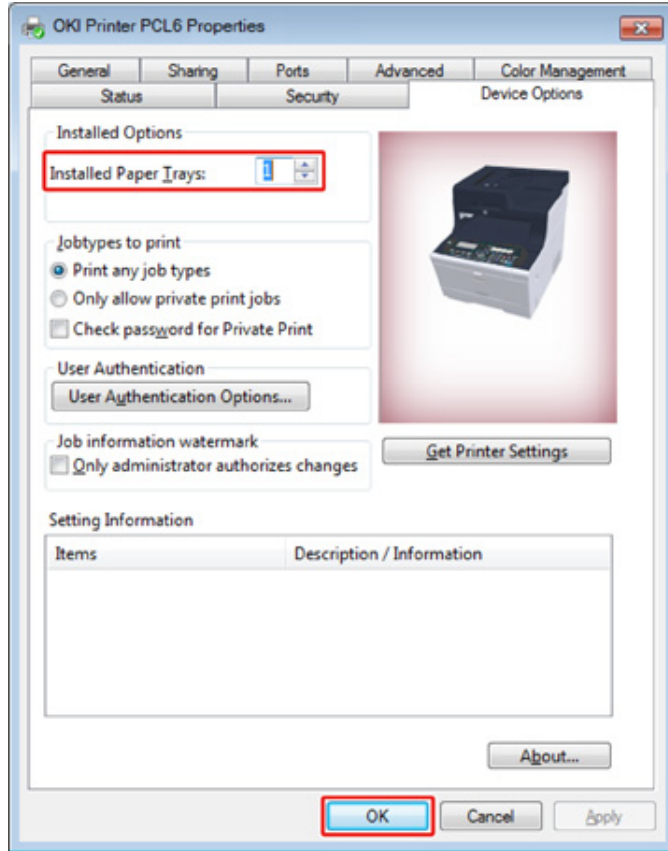 OKI Printer PCL6 Properties
General Sharing Ports Advanced Color Management
Status Security Device Options
Installed Options
Installed Paper Trays: 1
Jobtypes to print
Print any job types
Only allow private print jobs
Check password for Private Print
User Authentication
User Authentication Options...
Job information watermark
Only administrator authorizes changes
Get Printer Settings
Setting Information
Items Description / Information
About...
OK Cancel Apply